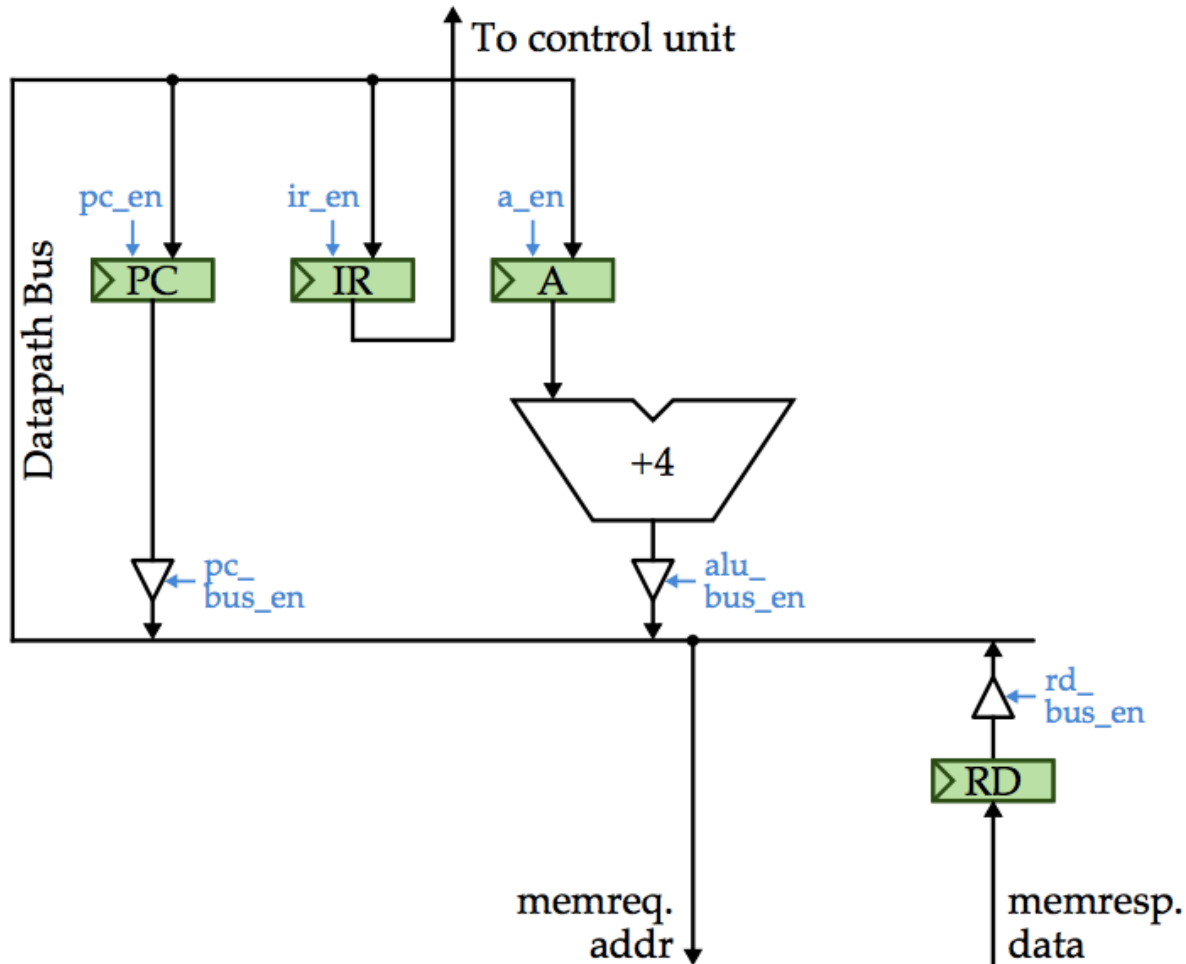 To control unit
Datapath Bus
pc_en
ir_en
a_en
PC
IR
A
+4
pc_
bus_en
alu_
bus_en
rd_
bus_en
RD
memreq.
addr
memresp.
data